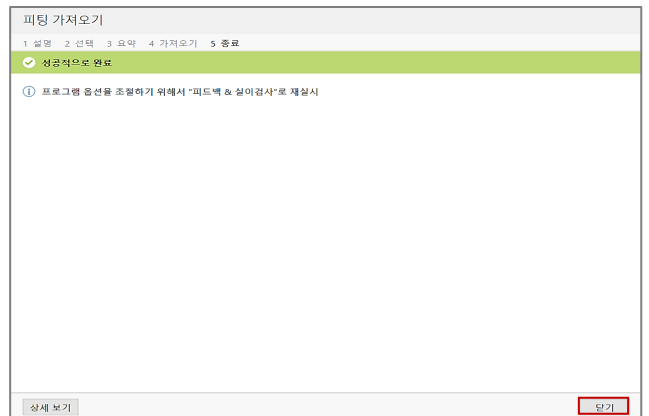 피팅 가져오기
1 설명 2 선택 3 요약 4 가져오기 5 종료
성공적으로 완료
프로그램 옵션을 조절하기 위해서 "피드백 & 실이검사"로 재실시
상세 보기
닫기